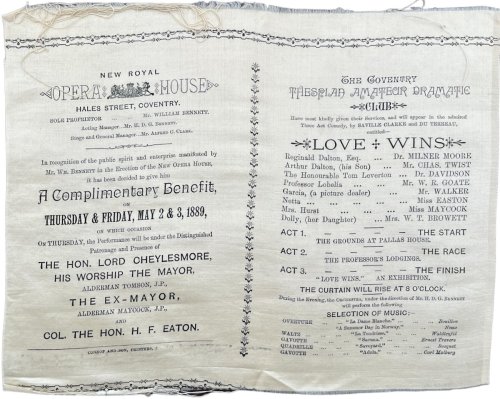 NEW ROYAL
OPERA HOUSE
HALES STREET, COVENTRY.
SOLE PROPRIETOR ... Mr. WILLIAM BENNETT.
Acting Manager...Mr. H. D. G. BENNETT.
Stage and General Manager...Mr. ALFRED C.
In recognition of the public spirit and enterprise manifested by
Mr. WM. BENNETT in the Erection of the NEW OPERA HOUSE,
it has been decided to give him
A Complimentary Benefit,
ON
THURSDAY & FRIDAY, MAY 2 & 3, 1889,
ON WHICH OCCASION
On THURSDAY, the Performance will be under the Distinguished
Patronage and Presence of
THE HON. LORD CHEYLESMORE,
HIS WORSHIP THE MAYOR,
ALDERMAN TOMSON, J.P.,
THE EX-MAYOR,
ALDERMAN MAYCOCK, J.P.,
AND
COL. THE HON. H. F. EATON.
AND SON, PRINTERS,
The Coventry
THESPIAN AMATEUR DRAMATIC
CLUB
Have most kindly given their Services, and will appear in the admired
Three Act Comedy, by SAVILLE CLARKE and DU TERREAU,
entitled—
LOVE WINS
Reginald Dalton, Esq. Dr. MILNER MOORE
Arthur Dalton, (his Son) ... Mr. CHAS. TWIST
The Honourable Tom Loverton ... Dr. DAVIDSON
Professor Lobelia ... Mr. W. R. GOATE
Garcia, (a picture dealer) ... Mr. WALKER
Netta ... Miss EASTON
Mrs. Hurst ... Miss MAYCOCK
Dolly, (her Daughter) ... Mrs. W. T. BROWETT
ACT 1. ... THE START
THE GROUNDS AT PALLAS HOUSE.
ACT 2. ... THE RACE
THE PROFESSOR'S LODGINGS.
ACT 3. ... THE FINISH
"LOVE WINS," AN EXHIBITION.
THE CURTAIN WILL RISE AT 8 O'CLOCK.
During the Evening, the ORCHESTRA, under the direction of Mr. H. D. G. BENNETT
will perform the following
SELECTION OF MUSIC:
OVERTURE ... "La Dame Blanche," ... Boieldieu
"A Summer Day in Norway,"
WALTZ ... Waldteufel
GAVOTTE ... Ernest Travers
QUADRILLE
GAVOTTE ... "Adela," ... Carl Malburg